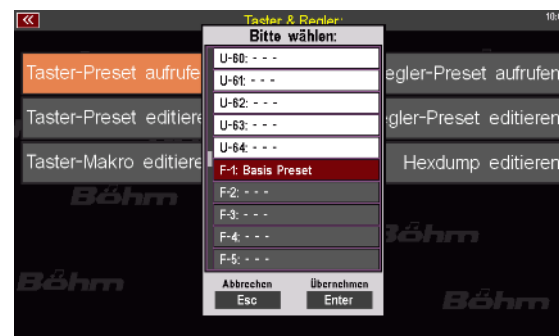 Taster & Regler:
10:
Bitte wählen:
U-60: - - -
U-61: - - -
U-62: - - -
U-63: - - -
U-64: - - -
F-1: Basis Preset
F-2: - - -
F-3: - - -
F-4: - - -
F-5: - - -
Abbrechen Übernehmen
Esc Enter
Taster-Preset aufrufe
Taster-Preset editiere
Taster-Makro editiere
egler-Preset aufrufen
egler-Preset editieren
Hexdump editieren
Böhm
Böhm
Böhm
Böhm